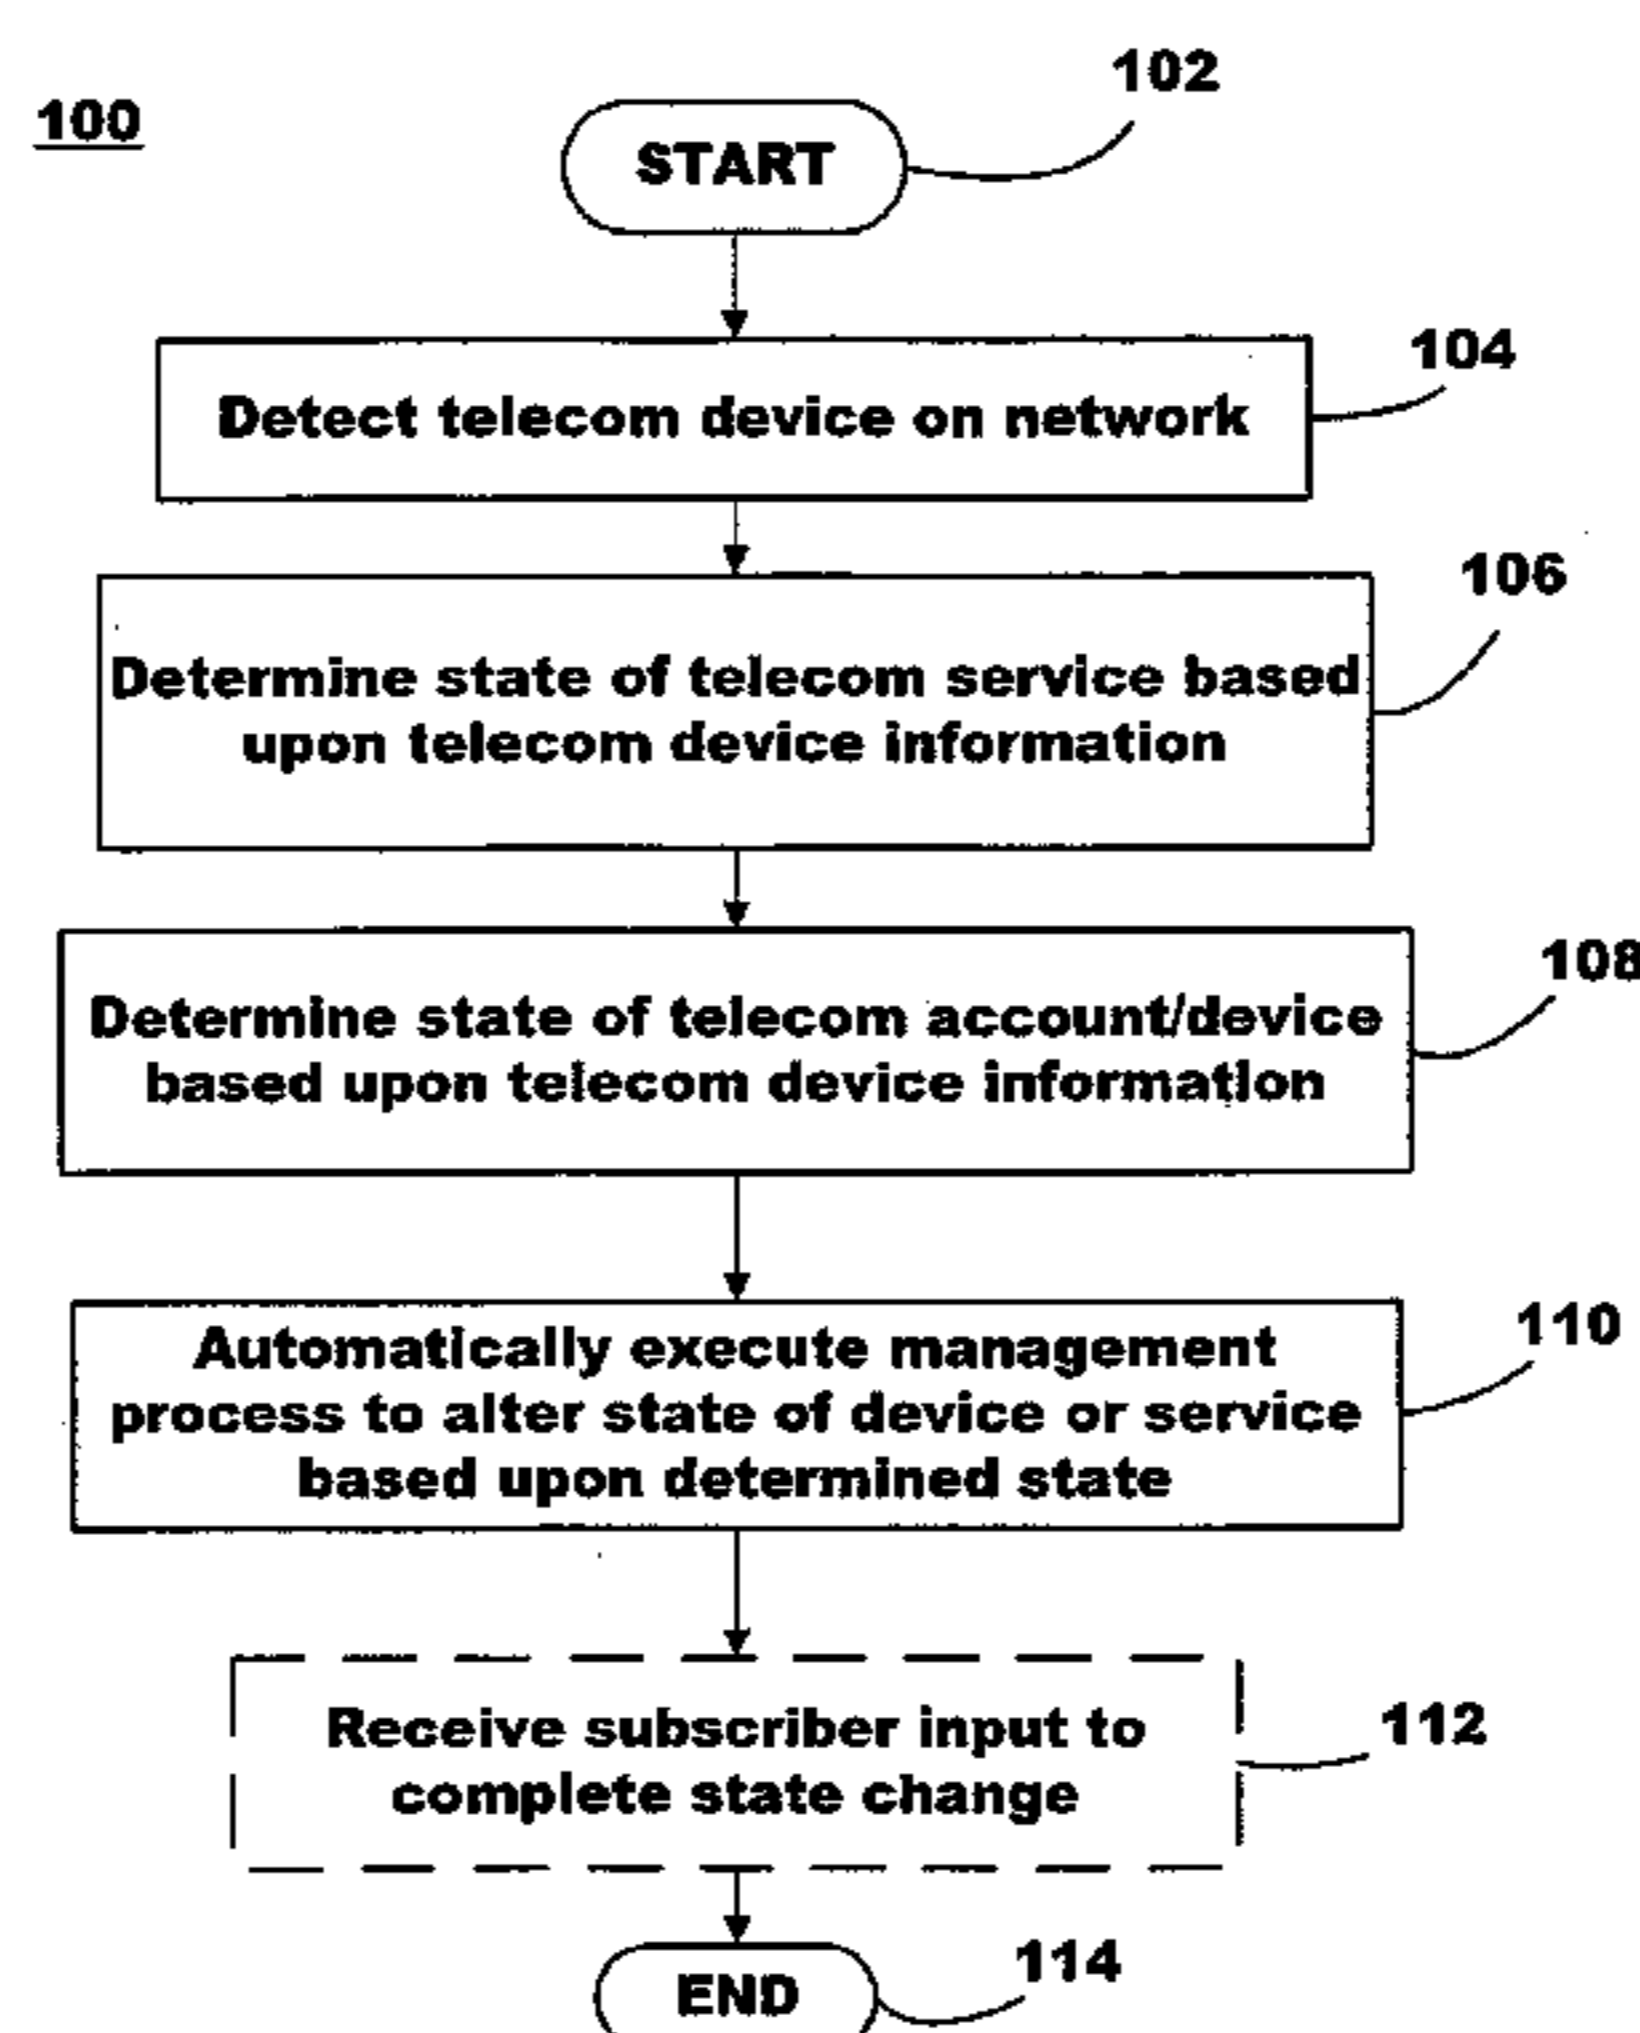 102
100
START
104
Detect telecom device on network
106
Determine state of telecom service based
upon telecom device information
108
Determine state of telecom account/device
based upon telecom device information
110
Automatically execute management
process to alter state of device or service
based upon determined state
112
Receive subscriber input to
complete state change
114
END